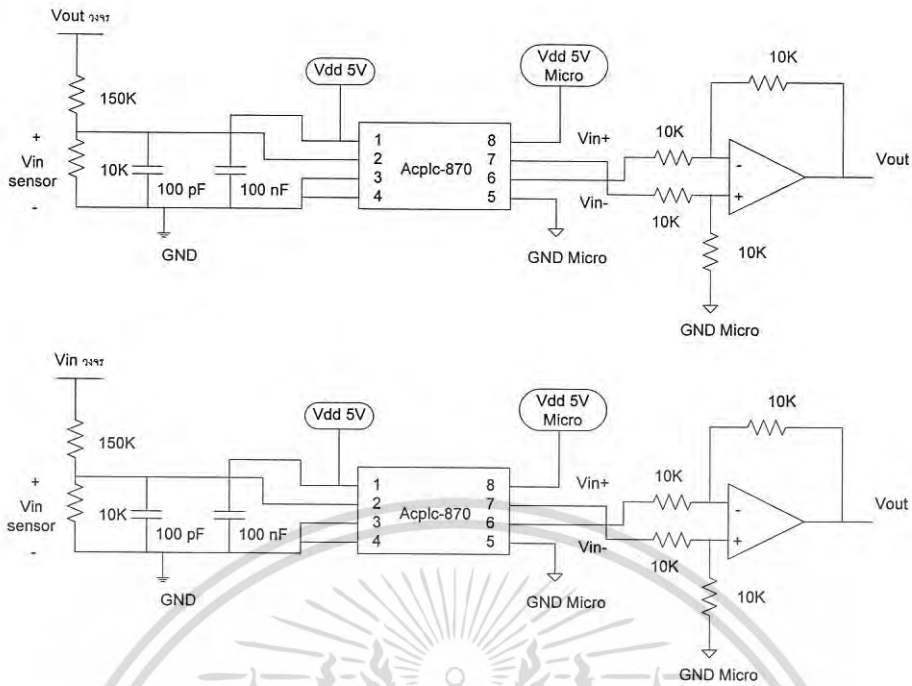 Vout วงจร
Vdd 5V
Vdd 5V
Micro
10K
150K
+
Vin
sensor
-
10K
100 pF
100 nF
1
2
3
4
Acplc-870
8
7
6
5
Vin+
Vin-
10K
10K
-
+
Vout
GND
GND Micro
10K
GND Micro
Vin วงจร
Vdd 5V
Vdd 5V
Micro
10K
150K
+
Vin
sensor
-
10K
100 pF
100 nF
1
2
3
4
Acplc-870
8
7
6
5
Vin+
Vin-
10K
10K
-
+
Vout
GND
GND Micro
10K
GND Micro